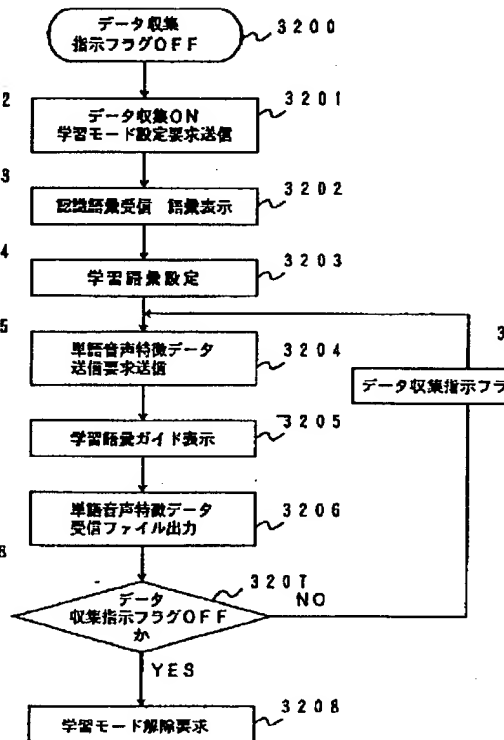 データ収集
指示フラグOFF
3200
2
3201
データ収集ON
学習モード設定要求送信
3
3202
認識語彙受信 語彙表示
4
3203
学習語彙設定
5
3
単語音声特徴データ
送信要求送信
3204
データ収集指示フラ
3205
学習語彙ガイド表示
単語音声特徴データ
受信ファイル出力
3206
8
3207
データ
収集指示フラグOFF
か
NO
YES
3208
学習モード解除要求